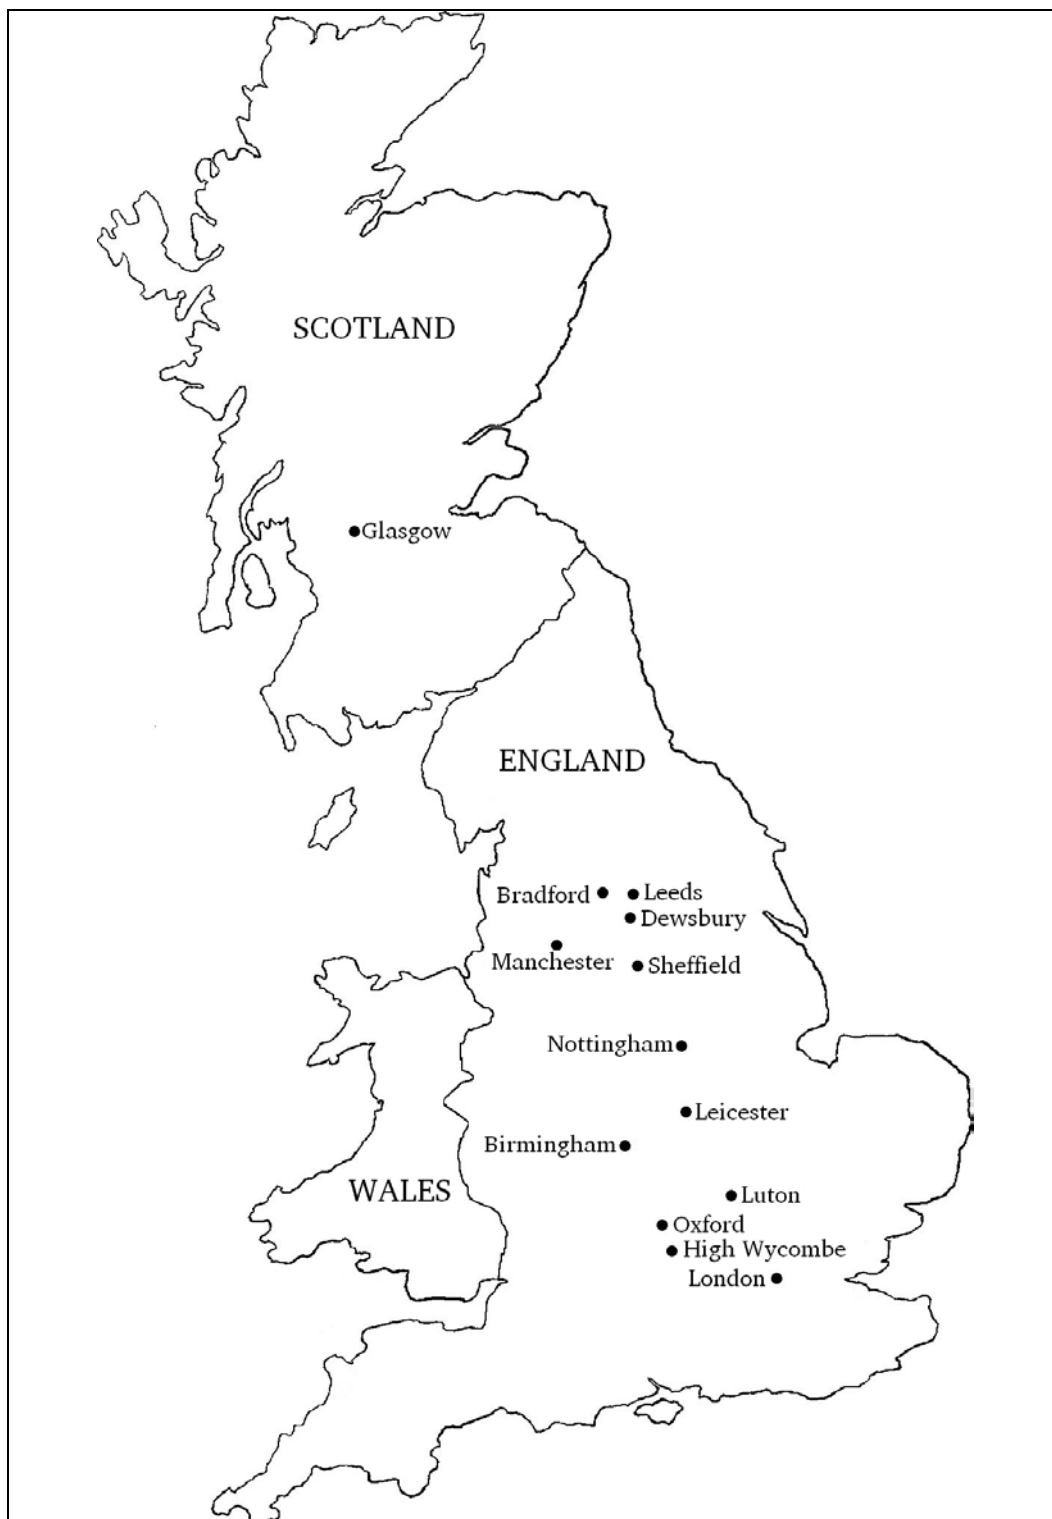 SCOTLAND
Glasgow
ENGLAND
Bradford
Leeds
Dewsbury
Manchester
Sheffield
Nottingham
Leicester
Birmingham
WALES
Luton
Oxford
High Wycombe
London